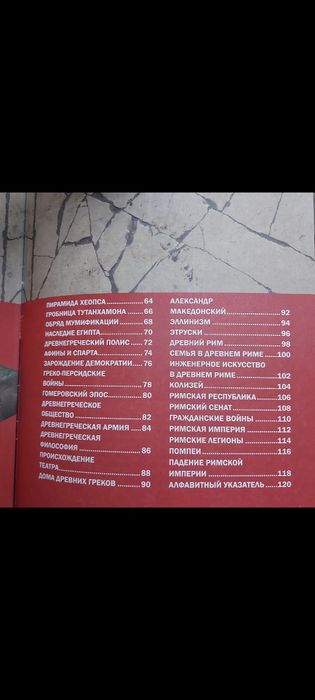 ПИРАМИДА ХЕОПСА............64
ГРОБНИЦА ТУТАНХАМОНА....66
ОБРЯД МУМИФИКАЦИИ........68
НАСЛЕДИЕ ЕГИПТА............70
ДРЕВНЕГРЕЧЕСКИЙ ПОЛИС....72
АФИНЫ И СПАРТА............74
ЗАРОЖДЕНИЕ ДЕМОКРАТИИ....76
ГРЕКО-ПЕРСИДСКИЕ
ВОЙНЫ............78
ГОМЕРОВСКИЙ ЭПОС............80
ДРЕВНЕГРЕЧЕСКОЕ
ОБЩЕСТВО............82
ДРЕВНЕГРЕЧЕСКАЯ АРМИЯ....84
ДРЕВНЕГРЕЧЕСКАЯ
ФИЛОСОФИЯ............86
ПРОИСХОЖДЕНИЕ
ТЕАТРА............88
ДОМА ДРЕВНИХ ГРЕКОВ........90
АЛЕКСАНДР
МАКЕДОНСКИЙ............92
ЭЛЛИНИЗМ............94
ЭТРУСКИ............96
ДРЕВНИЙ РИМ............98
СЕМЬЯ В ДРЕВНЕМ РИМЕ....100
ИНЖЕНЕРНОЕ ИСКУССТВО
В ДРЕВНЕМ РИМЕ............102
КОЛИЗЕЙ............104
РИМСКАЯ РЕСПУБЛИКА........106
РИМСКИЙ СЕНАТ............108
ГРАЖДАНСКИЕ ВОЙНЫ........110
РИМСКАЯ ИМПЕРИЯ............112
РИМСКИЕ ЛЕГИОНЫ............114
ПОМПЕИ............116
ПАДЕНИЕ РИМСКОЙ
ИМПЕРИИ............118
АЛФАВИТНЫЙ УКАЗАТЕЛЬ....120